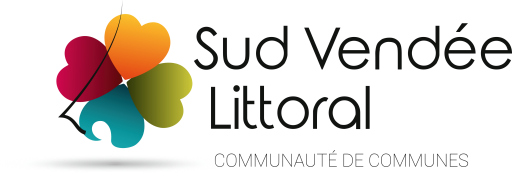 Sud Vendée
Littoral
COMMUNAUTÉ DE COMMUNES